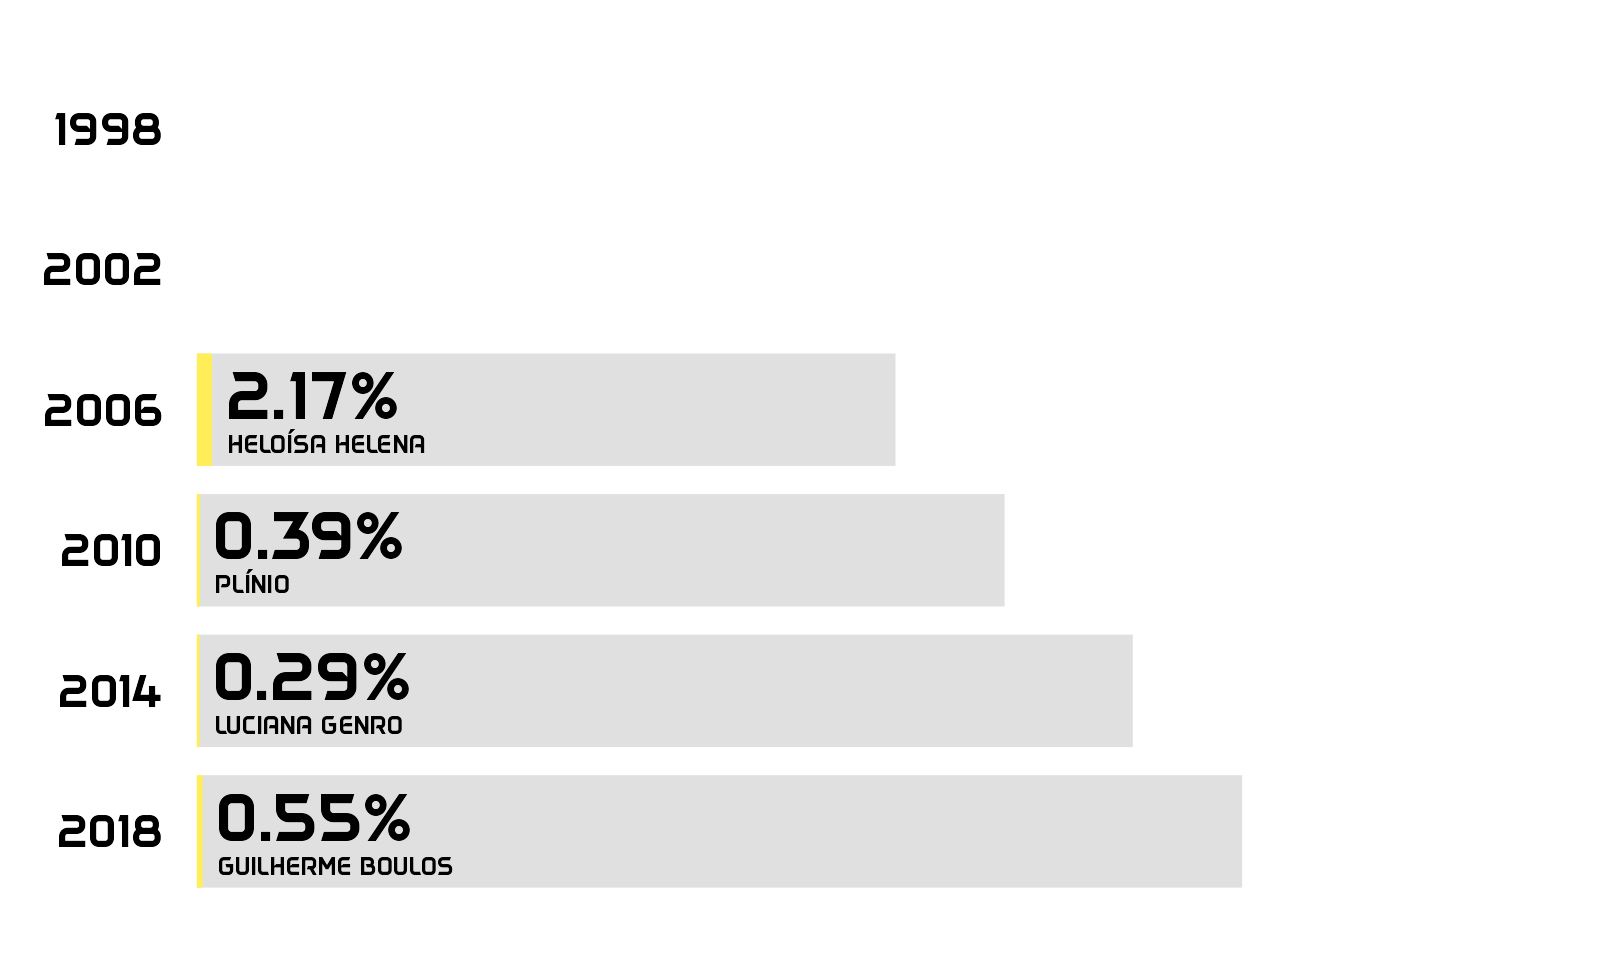 1998
2002
2006
2.17%
HELOÍSA HELENA
2010
0.39%
PLÍNIO
2014
0.29%
LUCIANA GENRO
2018
0.55%
GUILHERME BOULOS